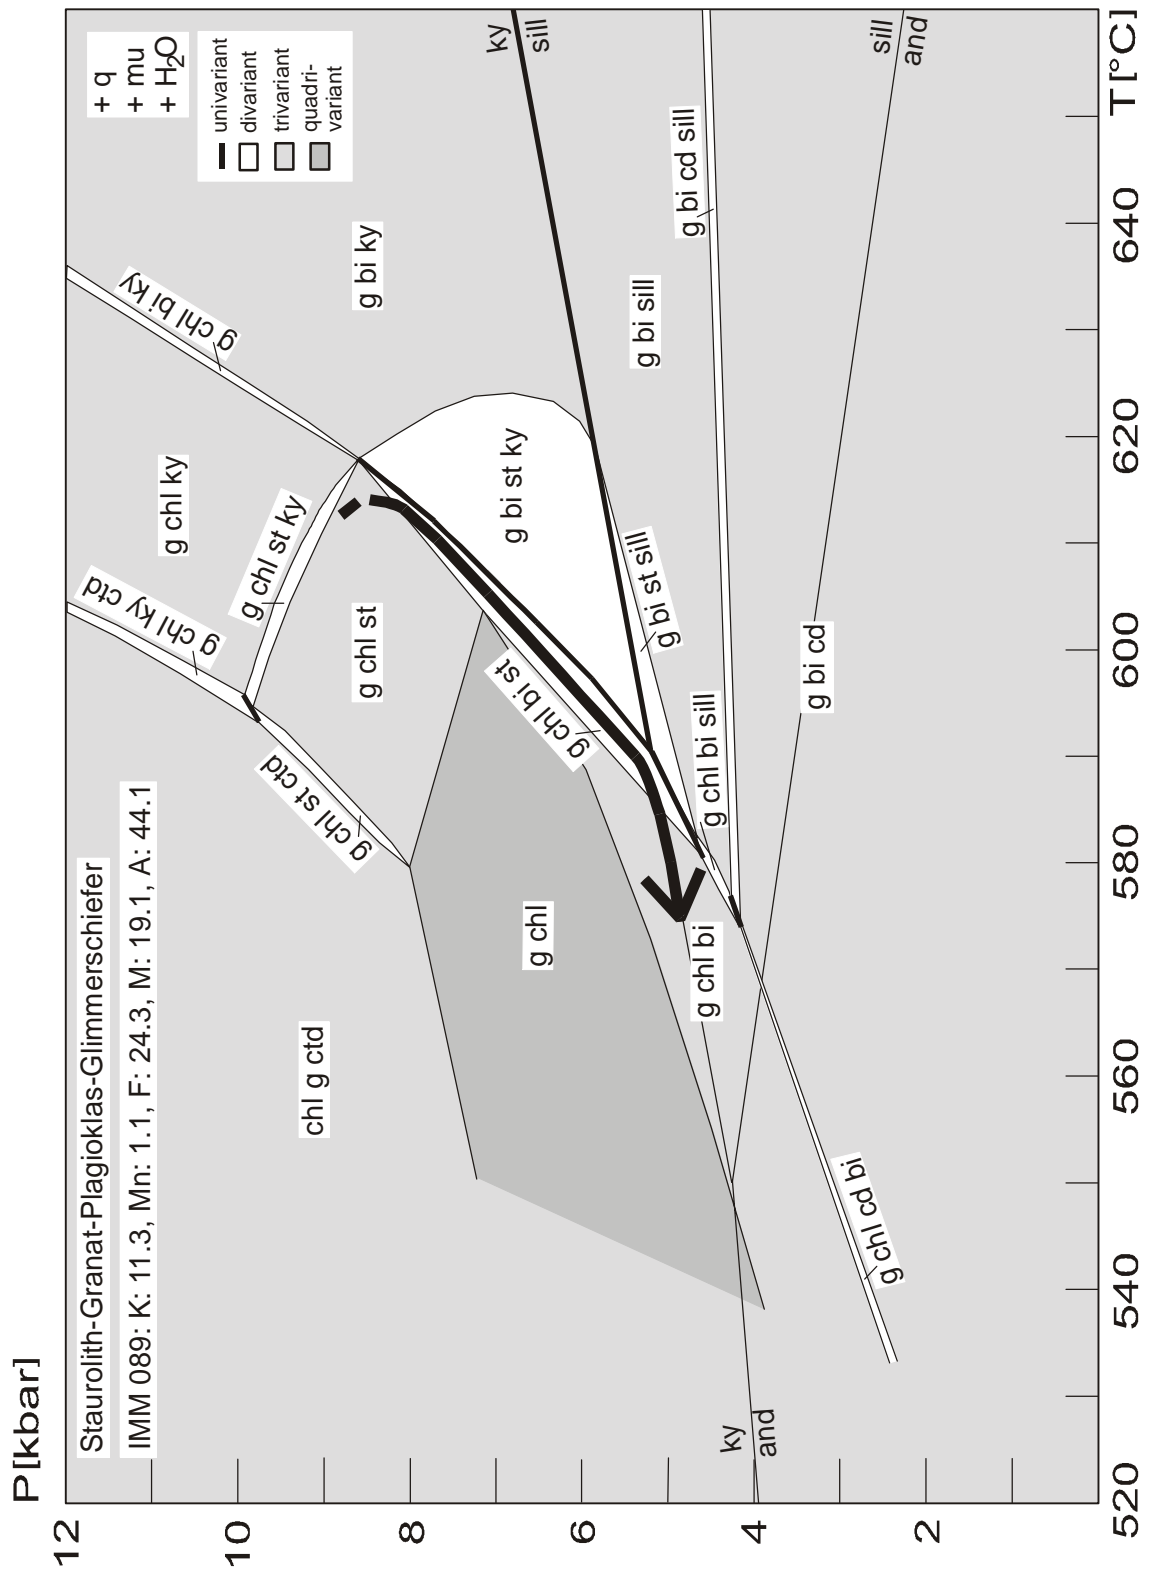 P[kbar]
Staurolith-Granat-Plagioklas-Glimmerschiefer
IMM 089: K: 11.3, Mn: 1.1, F: 24.3, M: 19.1, A: 44.1
+ q
+ mu
+ H2O
univariant
divariant
trivariant
quadri-
variant
12
10
8
6
4
2
chl g ctd
g chl ky ctd
g chl ky
g chl bi ky
g chl st ky
g chl st ctd
g chl st
g bi ky
g chl
g chl bi st
g bi st ky
ky
sill
g bi st sill
g bi sill
g bi cd sill
g chl bi sill
g chl bi
ky
and
g bi cd
sill
and
g chl cd bi
520
540
560
580
600
620
640
T[°C]